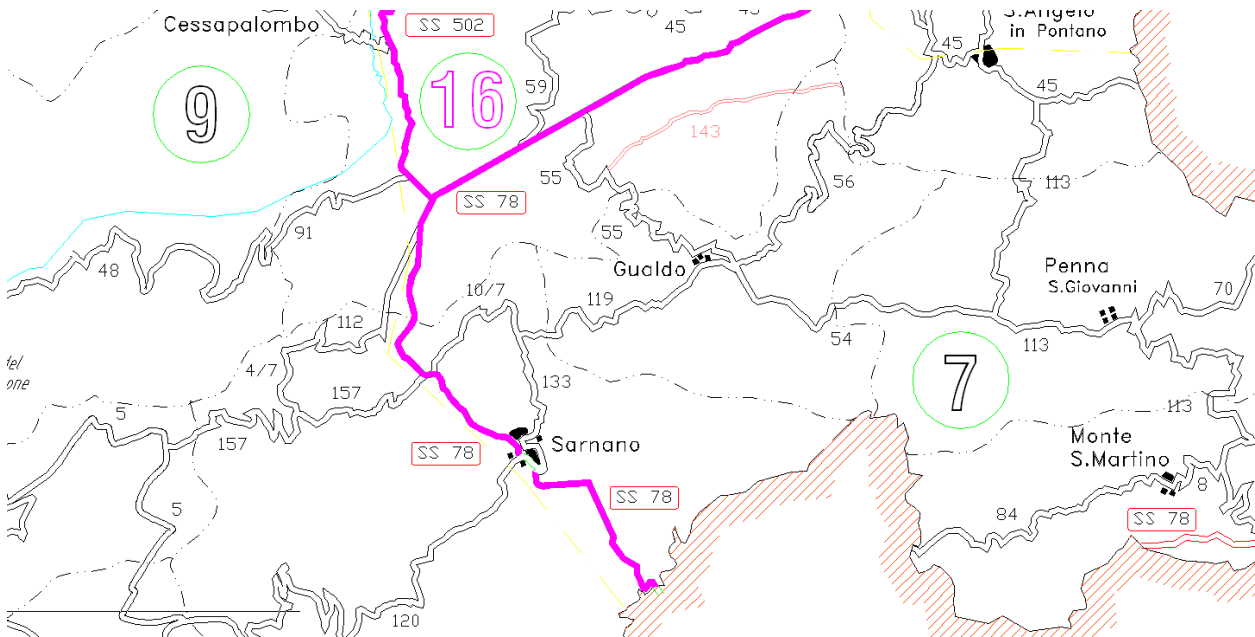 Cessapalombo
SS 502
45
45
S.Angelo
in Pontano
45
45
9
16
59
143
55
56
113
SS 78
91
55
48
Gualdo
Penna
S.Giovanni
70
10/7
119
112
54
113
4/7
7
157
133
5
157
113
SS 78
Sarnano
Monte
S.Martino
SS 78
8
5
84
SS 78
120